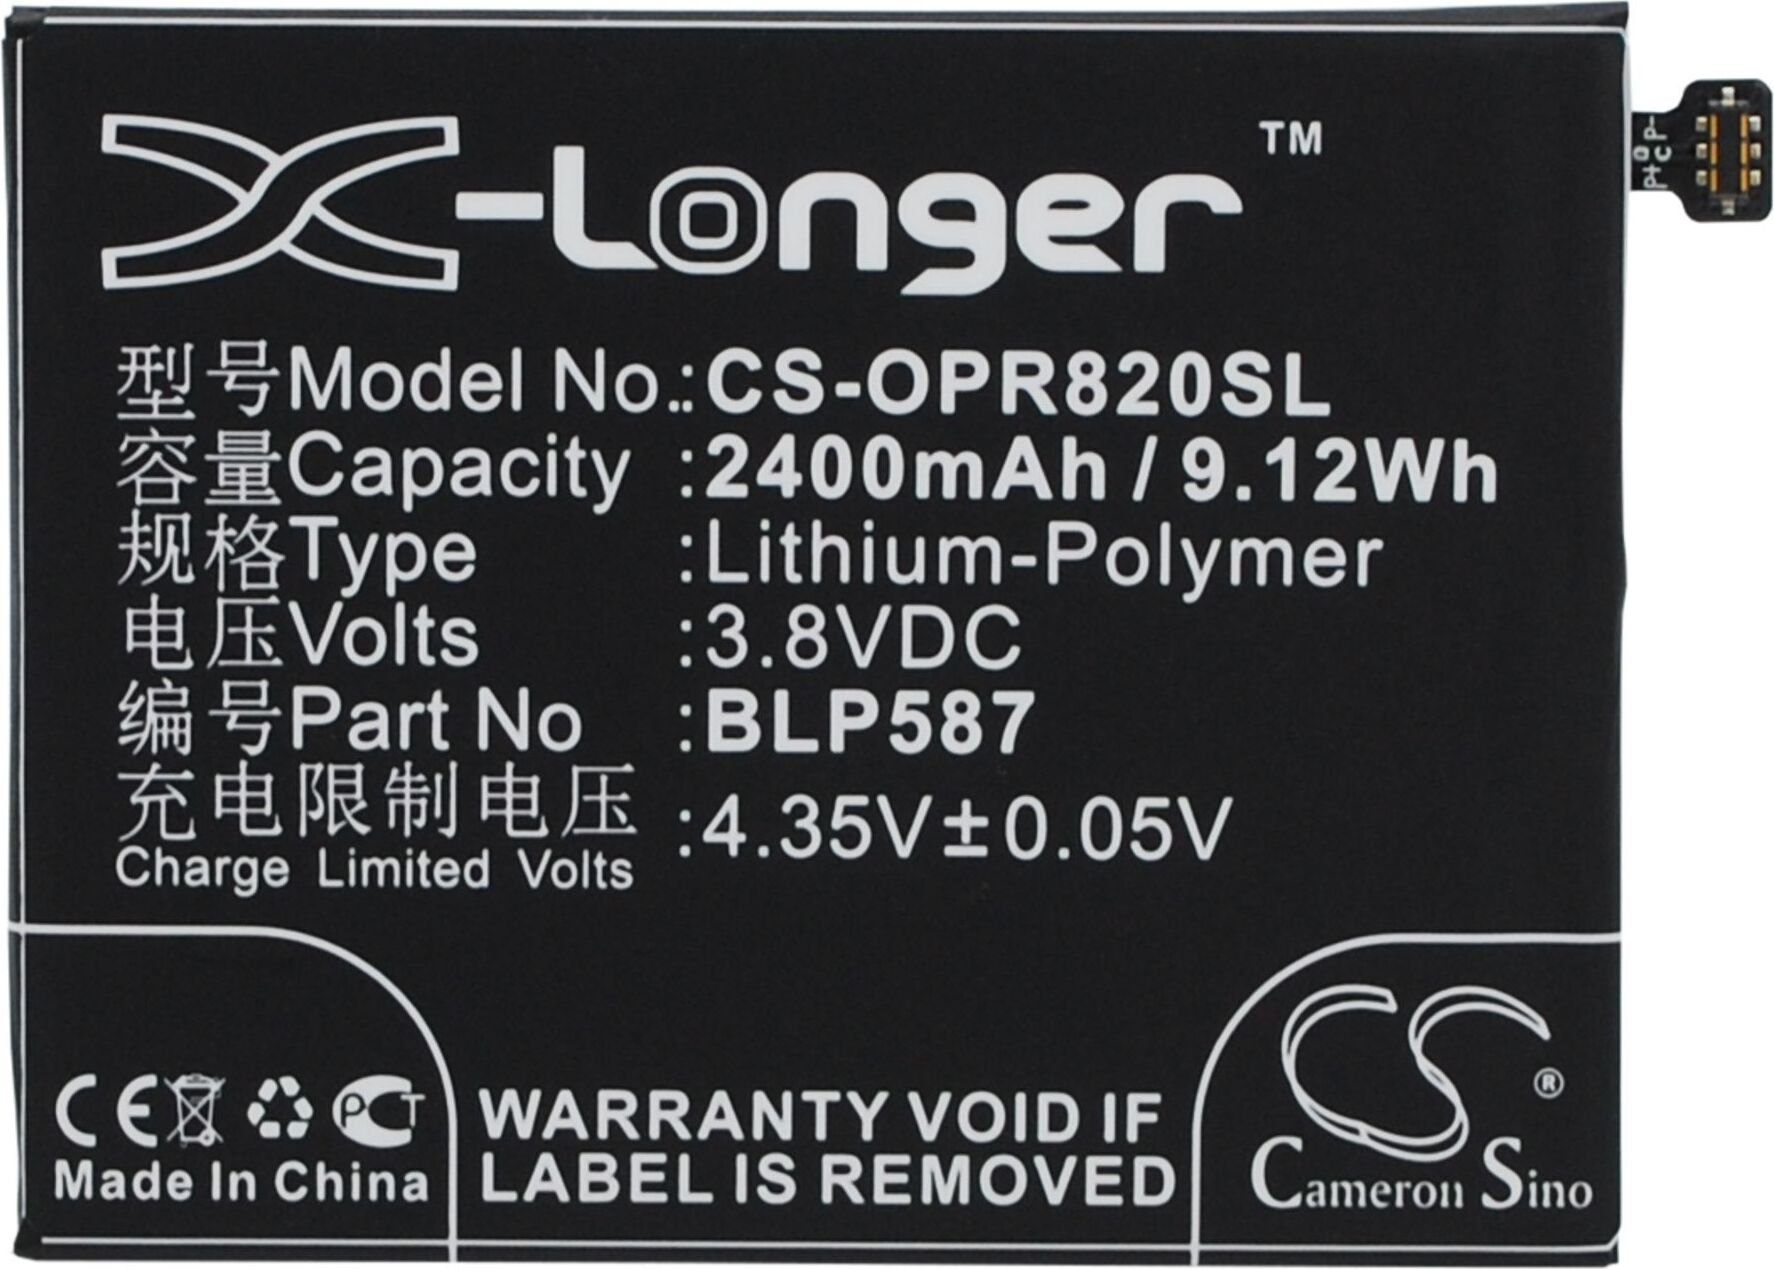 X-Longer™
型号Model No.:CS-OPR820SL
容量Capacity :2400mAh / 9.12Wh
规格Type :Lithium-Polymer
电压Volts :3.8VDC
编号Part No :BLP587
充电限制电压 :4.35V±0.05V
Charge Limited Volts
CE PCT
Made In China
WARRANTY VOID IF
LABEL IS REMOVED
CS®
Cameron Sino